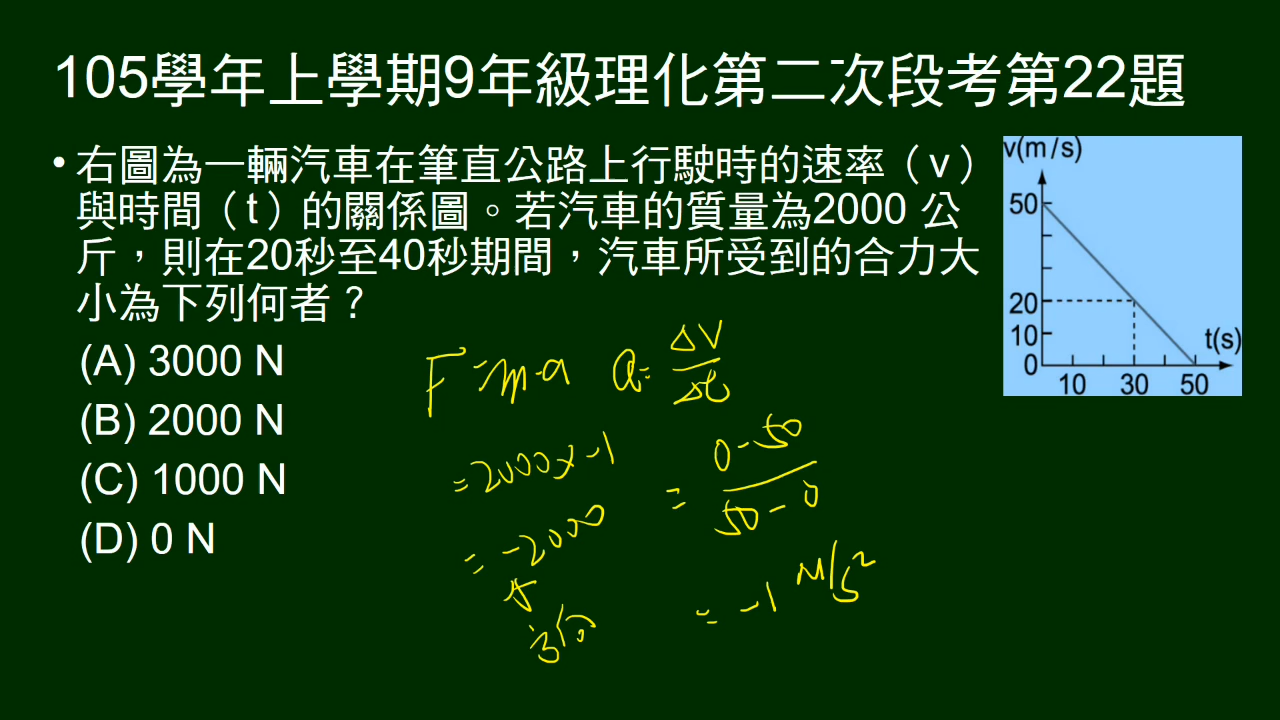 105學年上學期9年級理化第二次段考第22題
• 右圖為一輛汽車在筆直公路上行駛時的速率（v）
與時間（t）的關係圖。若汽車的質量為2000 公
斤，則在20秒至40秒期間，汽車所受到的合力大
小為下列何者？
(A) 3000 N
(B) 2000 N
(C) 1000 N
(D) 0 N
v(m/s)
50
20
10
0
t(s)
10 30 50
F=m·a
=2000×-1
=-2000
a=ΔV/Δt
=0-50/50-0
=-1 M/S²